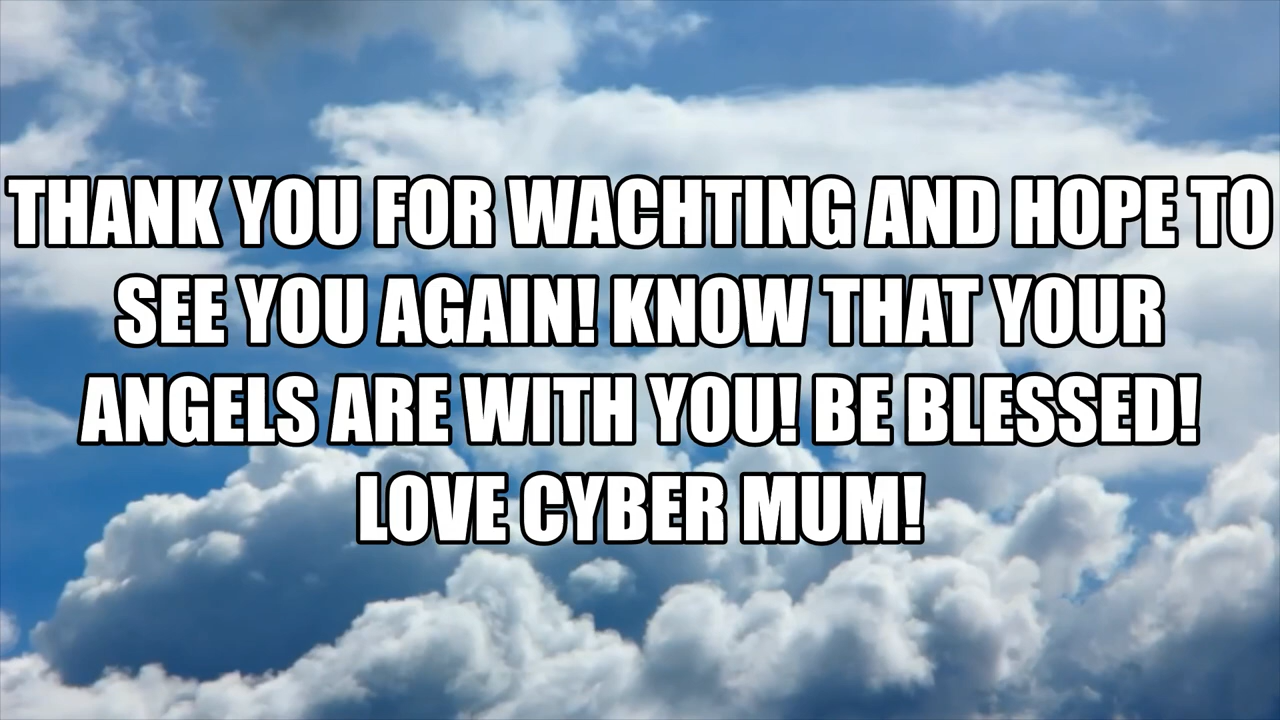 THANK YOU FOR WACHTING AND HOPE TO
SEE YOU AGAIN! KNOW THAT YOUR
ANGELS ARE WITH YOU! BE BLESSED!
LOVE CYBER MUM!